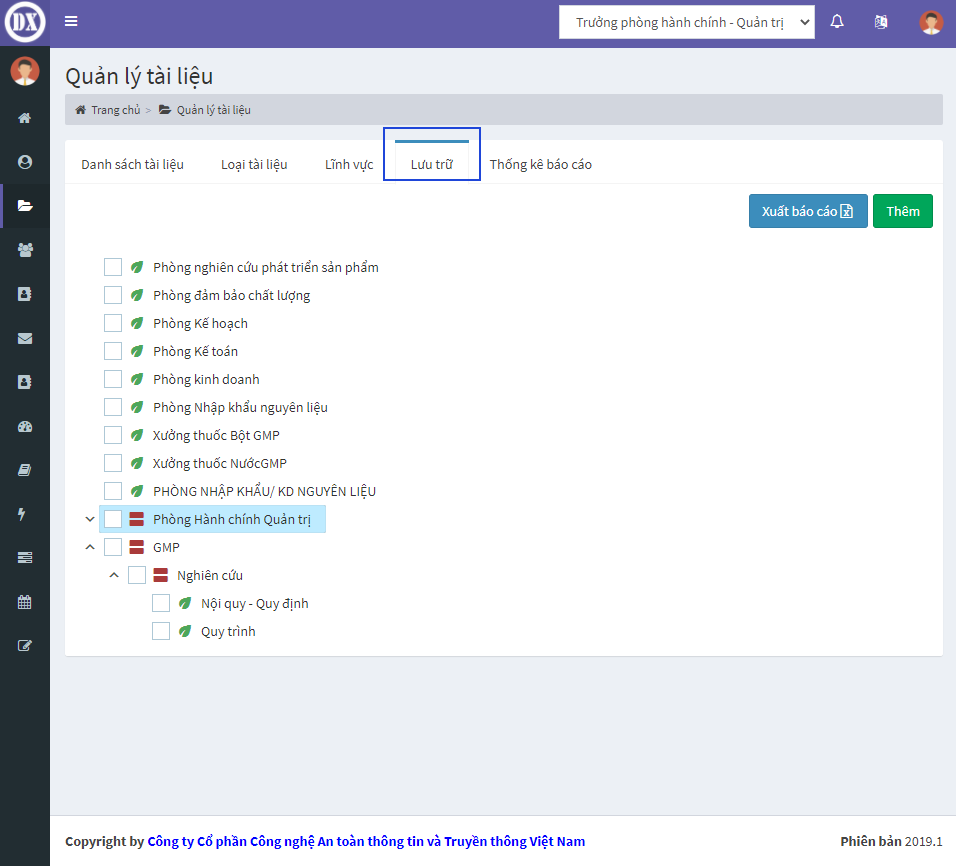 DX
Trưởng phòng hành chính - Quản trị
Quản lý tài liệu
Trang chủ > Quản lý tài liệu
Danh sách tài liệu Loại tài liệu Lĩnh vực Lưu trữ Thống kê báo cáo
Xuất báo cáo Thêm
Phòng nghiên cứu phát triển sản phẩm
Phòng đảm bảo chất lượng
Phòng Kế hoạch
Phòng Kế toán
Phòng kinh doanh
Phòng Nhập khẩu nguyên liệu
Xưởng thuốc Bột GMP
Xưởng thuốc NướcGMP
PHÒNG NHẬP KHẨU/ KD NGUYÊN LIỆU
Phòng Hành chính Quản trị
GMP
Nghiên cứu
Nội quy - Quy định
Quy trình
Copyright by Công ty Cổ phần Công nghệ An toàn thông tin và Truyền thông Việt Nam Phiên bản 2019.1